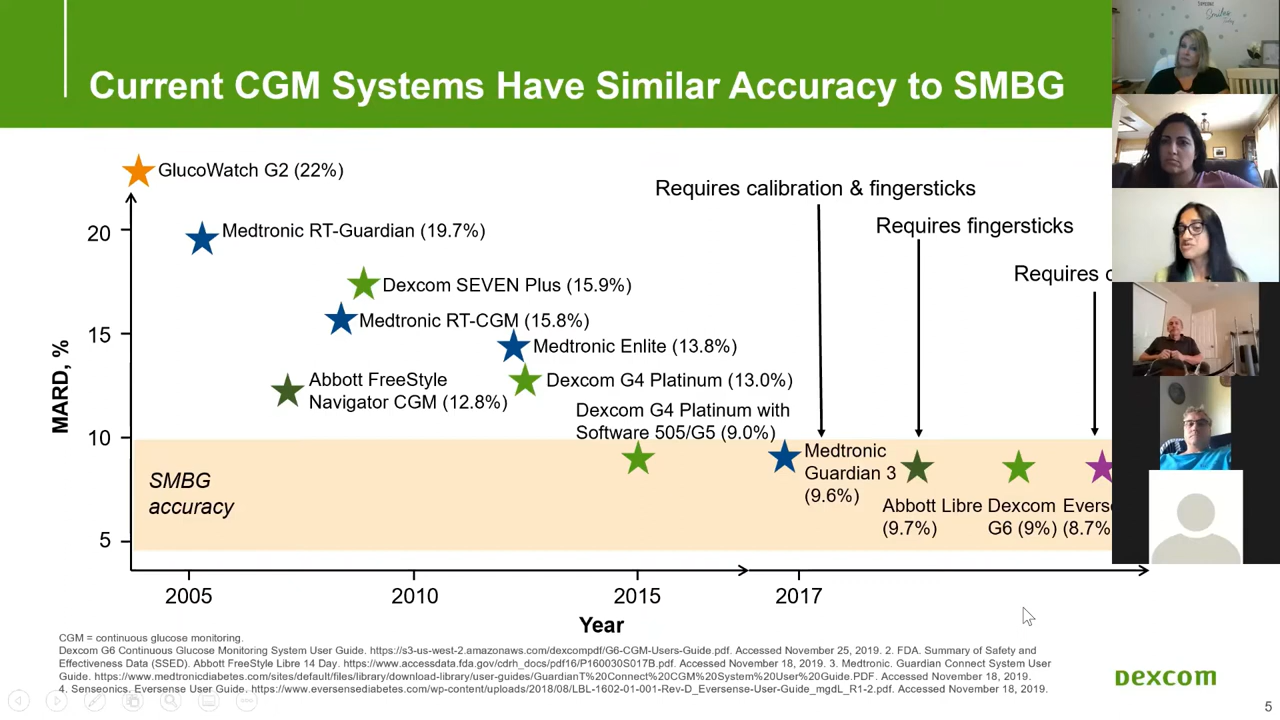 Current CGM Systems Have Similar Accuracy to SMBG
GlucoWatch G2 (22%)
Requires calibration & fingersticks
Requires fingersticks
Medtronic RT-Guardian (19.7%)
20
Requires
Dexcom SEVEN Plus (15.9%)
Medtronic RT-CGM (15.8%)
15
Medtronic Enlite (13.8%)
Abbott FreeStyle
Navigator CGM (12.8%)
Dexcom G4 Platinum (13.0%)
Dexcom G4 Platinum with
Software 505/G5 (9.0%)
MARD, %
10
SMBG
accuracy
Medtronic
Guardian 3
(9.6%)
Abbott Libre
(9.7%)
Dexcom
G6 (9%)
Everse
(8.7%
5
2005
2010
2015
2017
Year
CGM = continuous glucose monitoring.
Dexcom G6 Continuous Glucose Monitoring System User Guide. https://s3-us-west-2.amazonaws.com/dexcompdf/G6-CGM-Users-Guide.pdf. Accessed November 25, 2019. 2. FDA. Summary of Safety and
Effectiveness Data (SSED). Abbott FreeStyle Libre 14 Day. https://www.accessdata.fda.gov/cdrh_docs/pdf16/P160030S017B.pdf. Accessed November 18, 2019. 3. Medtronic. Guardian Connect System User
Guide. https://www.medtronicdiabetes.com/sites/default/files/library/download-library/user-guides/GuardianT%20Connect%20CGM%20System%20User%20Guide.PDF. Accessed November 18, 2019.
4. Senseonics. Eversense User Guide. https://www.eversensediabetes.com/wp-content/uploads/2018/08/LBL-1602-01-001-Rev-D_Eversense-User-Guide_mgdL_R1-2.pdf. Accessed November 18, 2019.
Dexcom
5